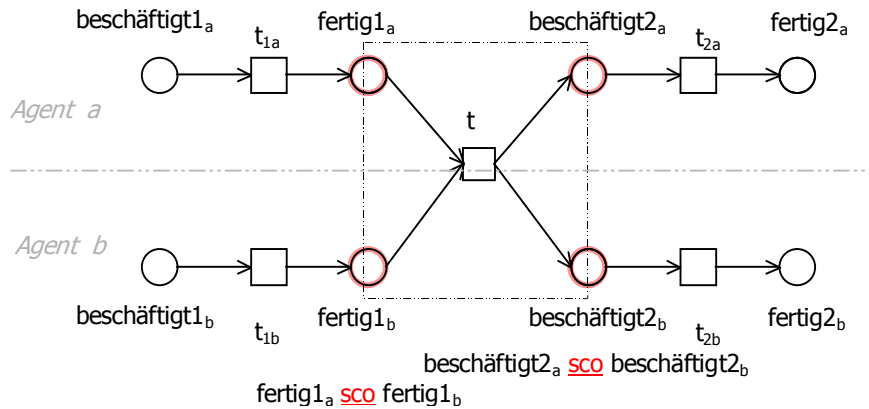 beschäftigt1a
fertig1a
beschäftigt2a
fertig2a
t1a
t2a
Agent a
t
Agent b
beschäftigt1b
fertig1b
beschäftigt2b
fertig2b
t1b
t2b
beschäftigt2a sco beschäftigt2b
fertig1a sco fertig1b